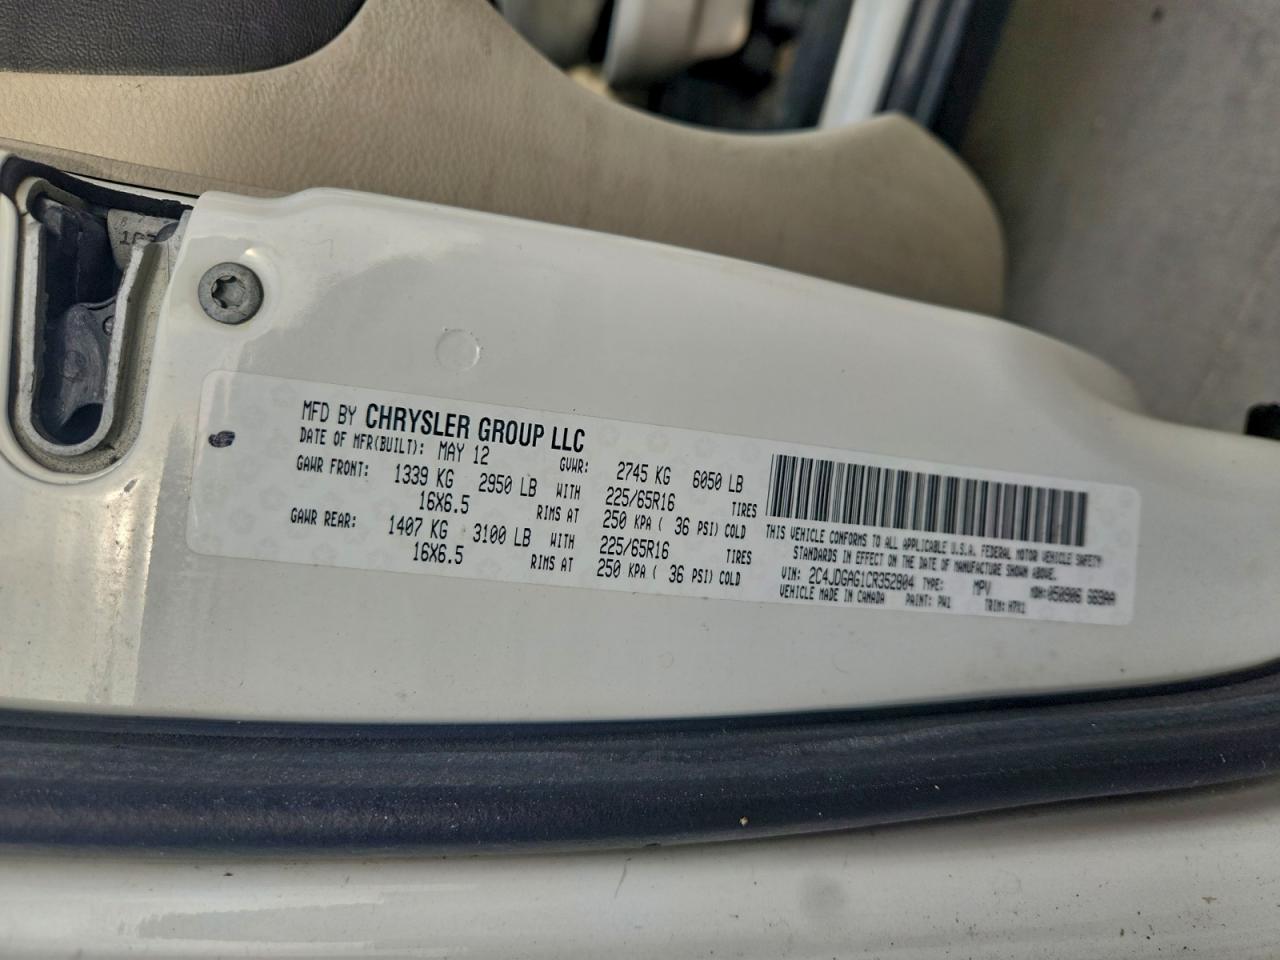 MFD BY CHRYSLER GROUP LLC
DATE OF MFR(BUILT): MAY 12 GVWR: 2745 KG 6050 LB
GAWR FRONT: 1339 KG 2950 LB WITH 225/65R16 TIRES
16X6.5 RIMS AT 250 KPA ( 36 PSI) COLD
GAWR REAR: 1407 KG 3100 LB WITH 225/65R16 TIRES
16X6.5 RIMS AT 250 KPA ( 36 PSI) COLD
THIS VEHICLE CONFORMS TO ALL APPLICABLE U.S.A. FEDERAL MOTOR VEHICLE SAFETY
STANDARDS IN EFFECT ON THE DATE OF MANUFACTURE SHOWN ABOVE.
VIN: 2C4JDGAG1CR352804 TYPE: MPV MDH:
VEHICLE MADE IN CANADA PAINT: PW1 TRIM: